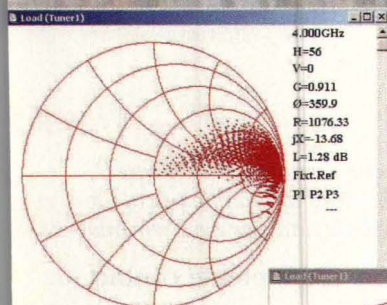 Load (Tuner1)
4.000GHz
H=56
V=0
G=0.911
Ø=359.9
R=1076.33
jX=-13.68
L=1.28 dB
Fixt.Ref
P1 P2 P3
---
Load (Tuner1)